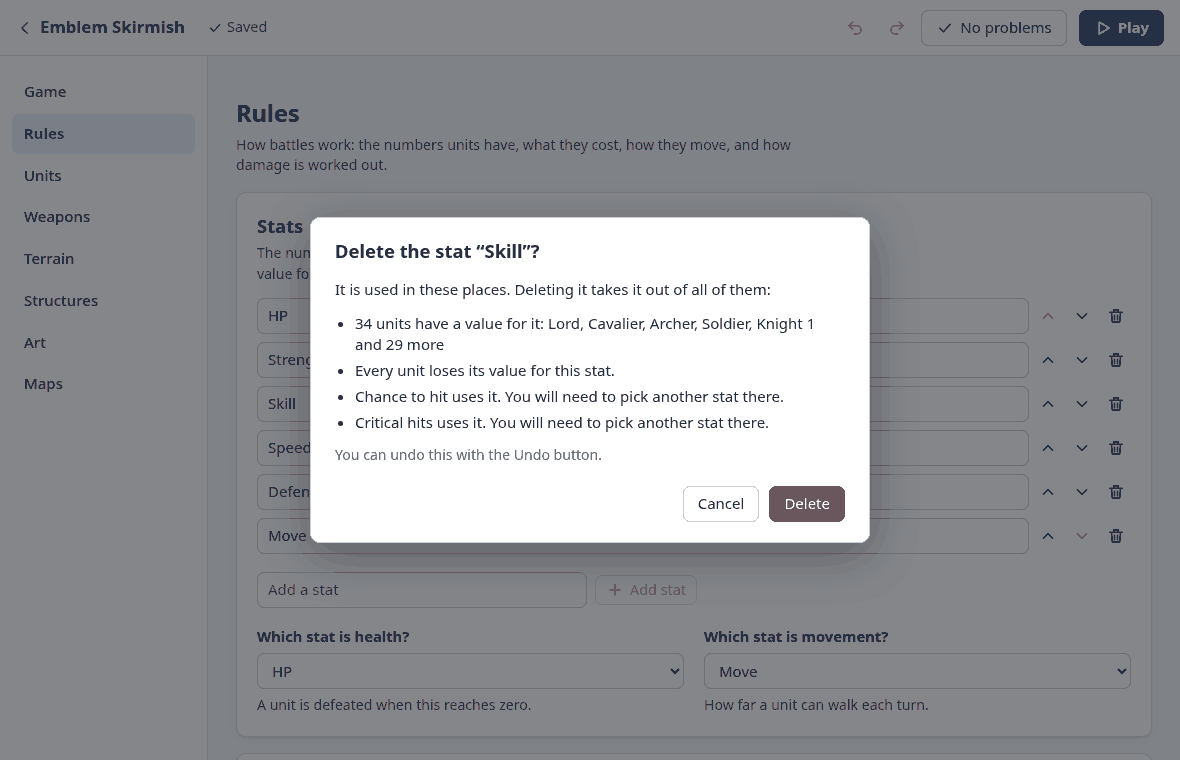 Emblem Skirmish
Saved
No problems
Play
Game
Rules
Units
Weapons
Terrain
Structures
Art
Maps
Rules
How battles work: the numbers units have, what they cost, how they move, and how
damage is worked out.
Stats
The
value
HP
Skill
Speed
Move
Delete the stat “Skill”?
It is used in these places. Deleting it takes it out of all of them:
• 34 units have a value for it: Lord, Cavalier, Archer, Soldier, Knight 1
and 29 more
• Every unit loses its value for this stat.
• Chance to hit uses it. You will need to pick another stat there.
• Critical hits uses it. You will need to pick another stat there.
You can undo this with the Undo button.
Cancel
Delete
Add a stat
+ Add stat
Which stat is health?
HP
A unit is defeated when this reaches zero.
Which stat is movement?
Move
How far a unit can walk each turn.